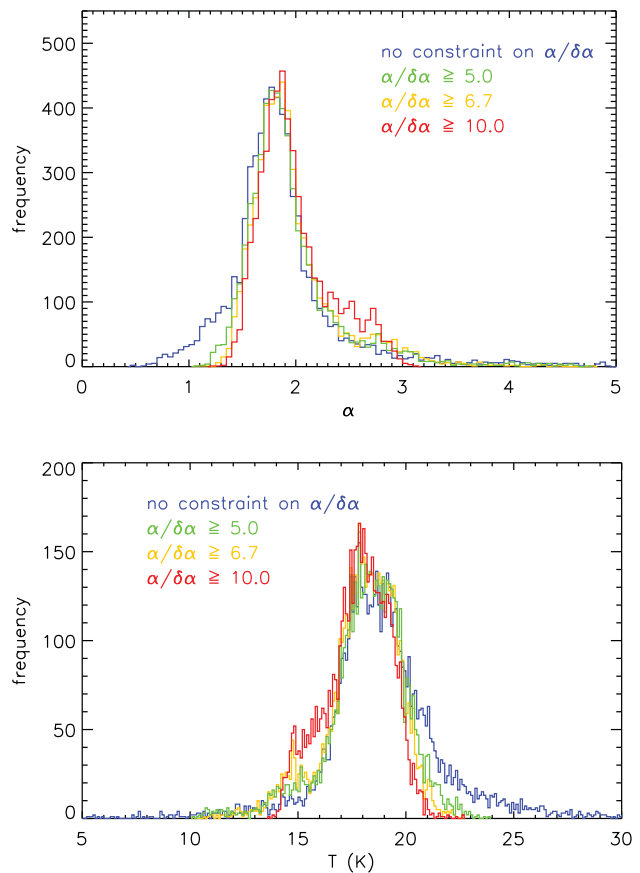 500
400
300
200
100
0
frequency
no constraint on α/δα
α/δα ≧ 5.0
α/δα ≧ 6.7
α/δα ≧ 10.0
0 1 2 3 4 5
α
200
150
100
50
0
frequency
no constraint on α/δα
α/δα ≧ 5.0
α/δα ≧ 6.7
α/δα ≧ 10.0
5 10 15 20 25 30
T (K)